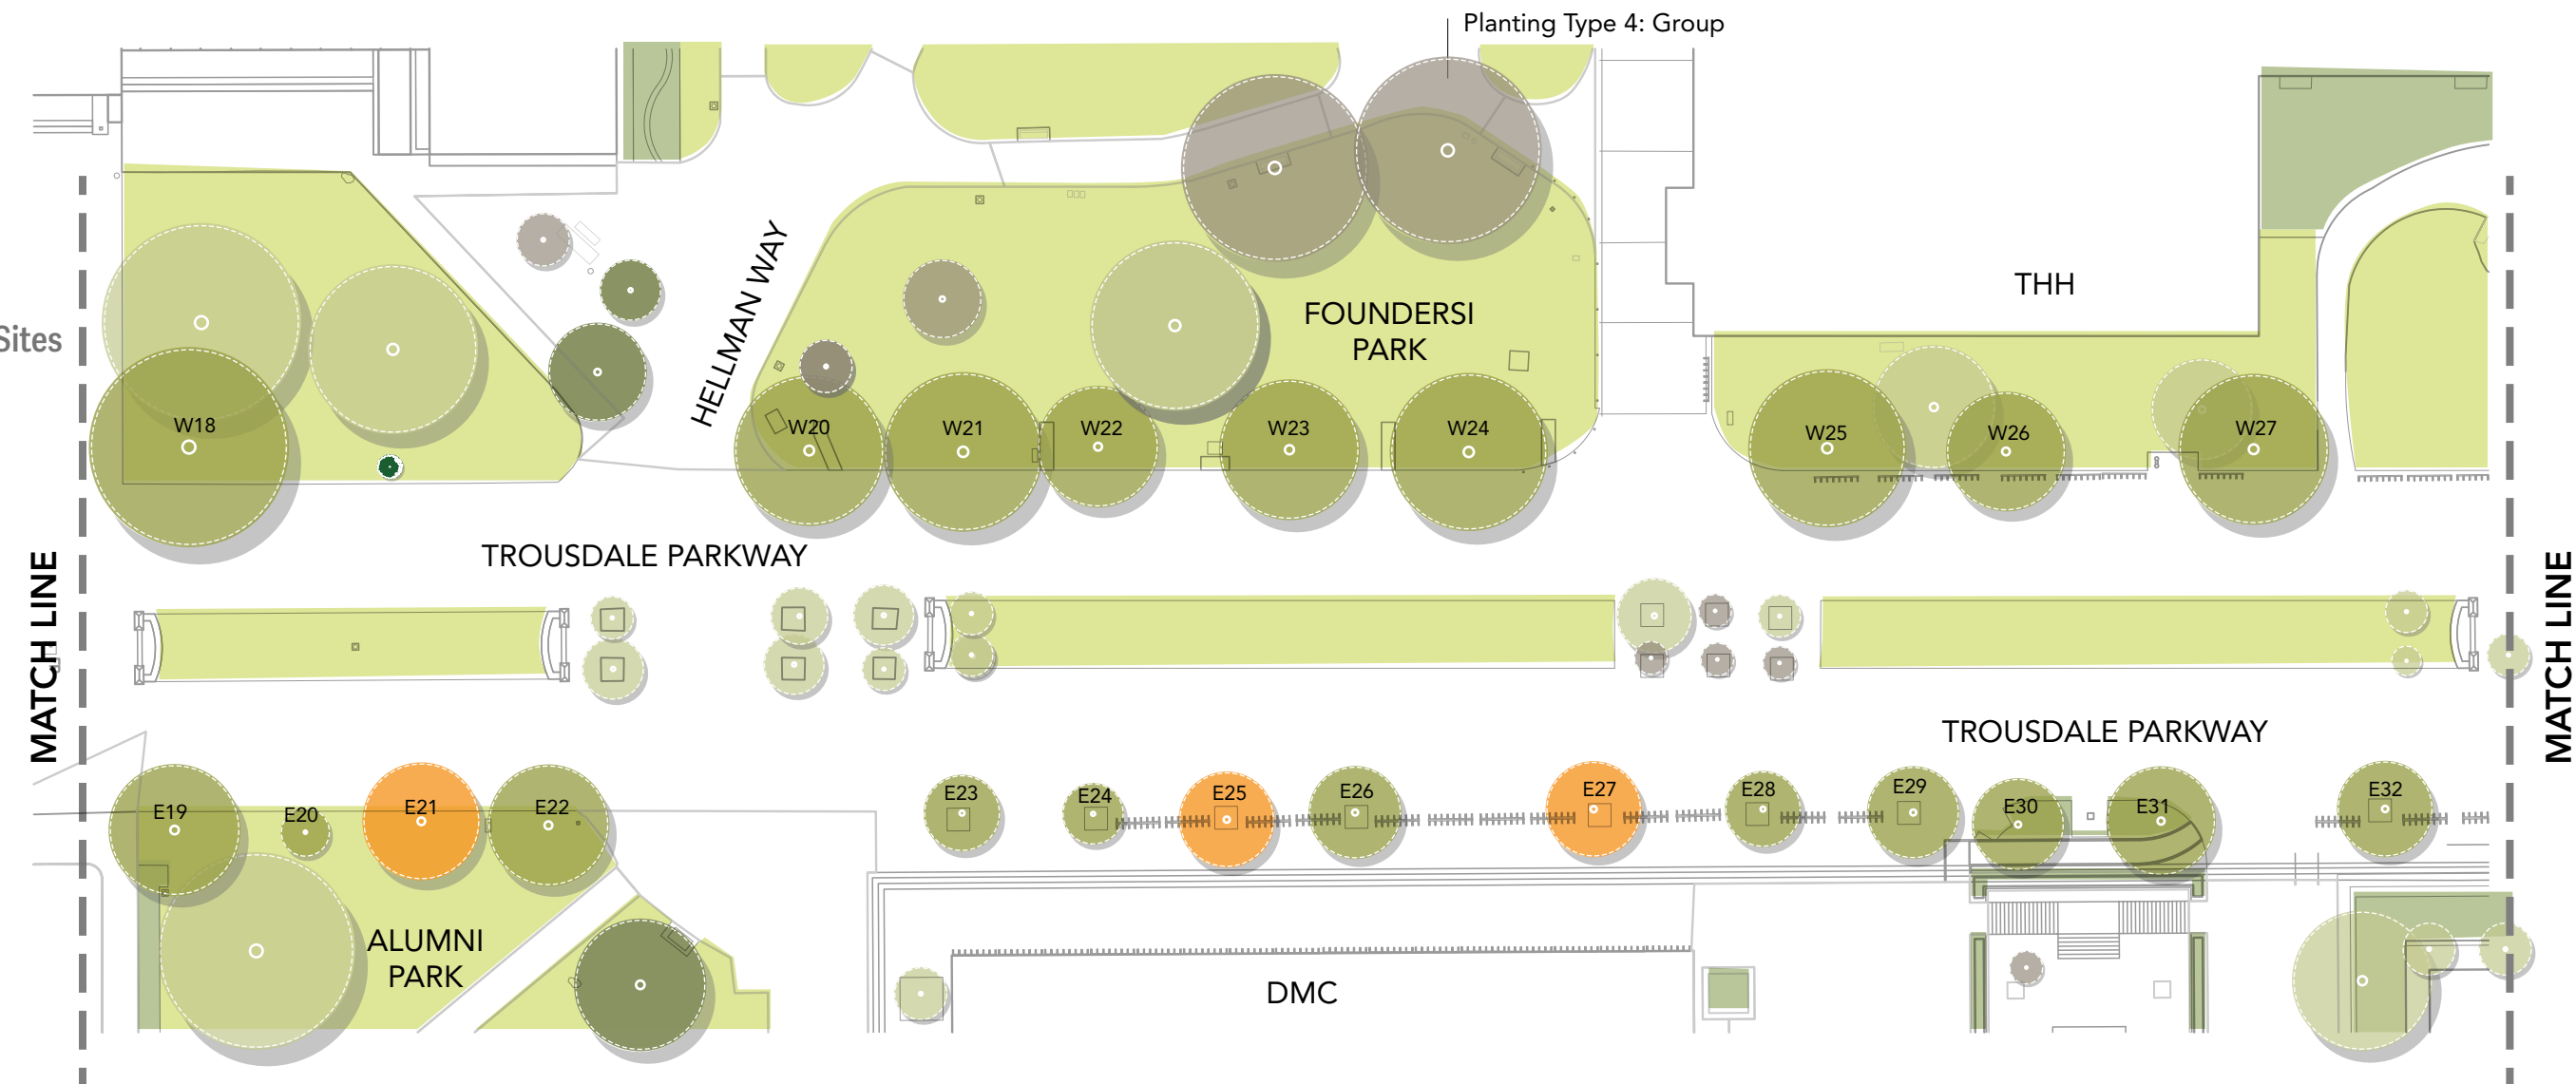 Planting Type 4: Group
HELLMAN WAY
THH
FOUNDERSI
PARK
Sites
W18
W20
W21
W22
W23
W24
W25
W26
W27
TROUSDALE PARKWAY
MATCH LINE
MATCH LINE
TROUSDALE PARKWAY
E19
E20
E21
E22
E23
E24
E25
E26
E27
E28
E29
E30
E31
E32
ALUMNI
PARK
DMC